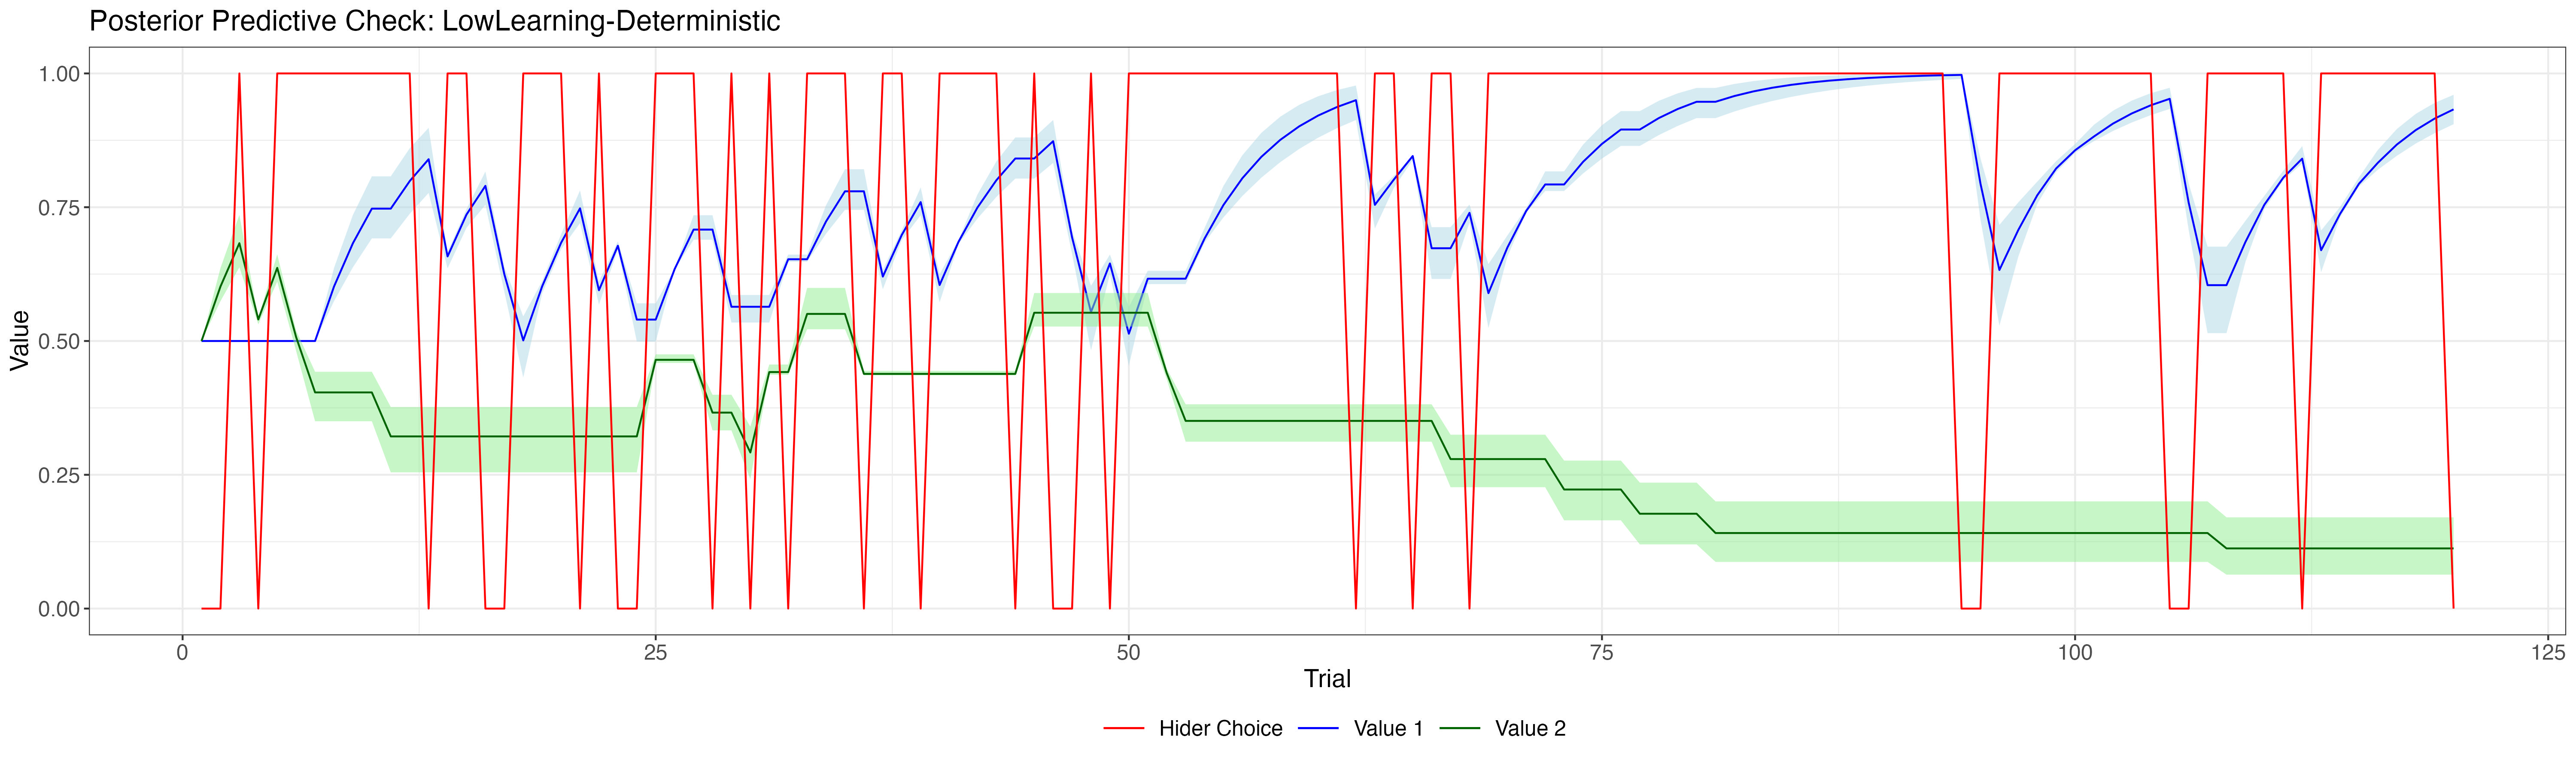 Posterior Predictive Check: LowLearning-Deterministic
1.00
0.75
0.50
0.25
0.00
Value
0 25 50 75 100 125
Trial
Hider Choice Value 1 Value 2